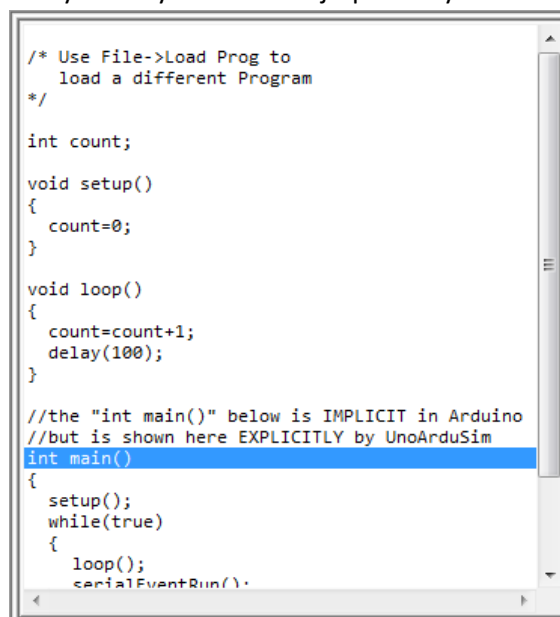 /* Use File->Load Prog to
   load a different Program
*/

int count;

void setup()
{
  count=0;
}

void loop()
{
  count=count+1;
  delay(100);
}

//the "int main()" below is IMPLICIT in Arduino
//but is shown here EXPLICITLY by UnoArduSim
int main()
{
  setup();
  while(true)
  {
    loop();
    serialEventRun();